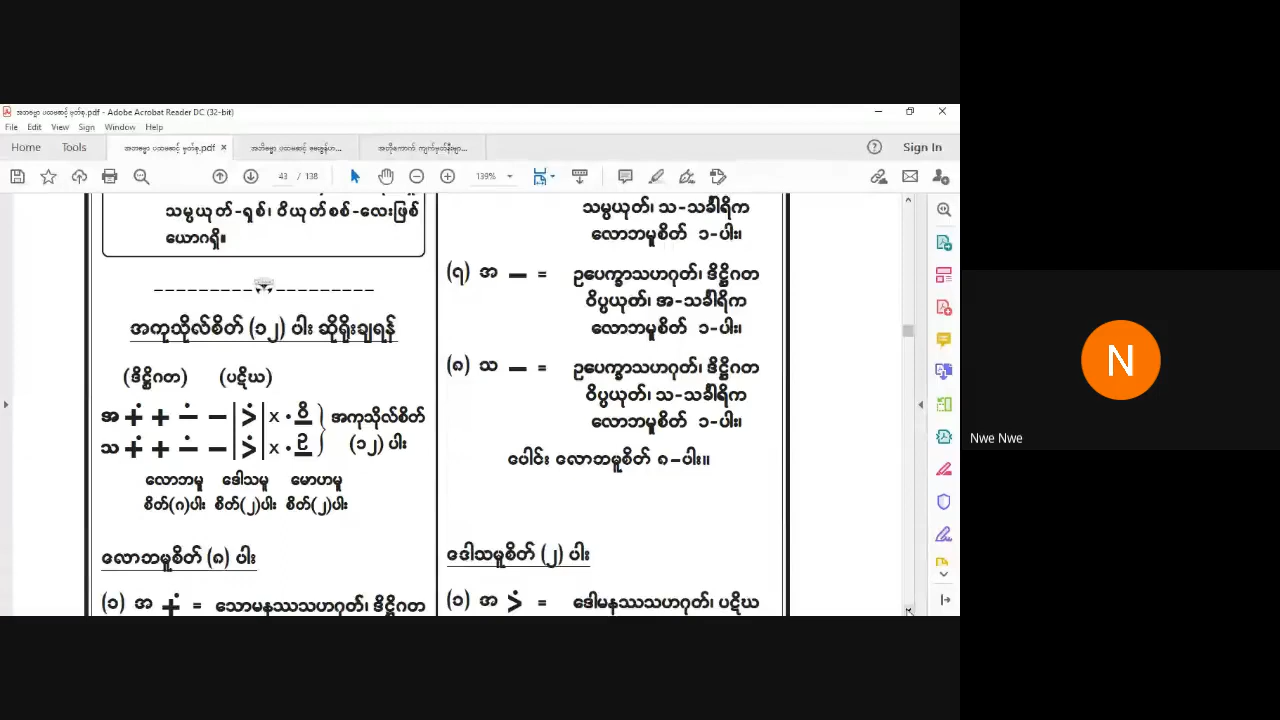 Adobe Acrobat Reader DC (32-bit)
File Edit View Sign Window Help
Home Tools
Sign In
43 / 138
139%
သမ္ပယုတ်-ရှစ်၊ ဝိယုတ်စစ်-လေးဖြစ်
ယောဂရှိ။
အကုသိုလ်စိတ် (၁၂) ပါး ဆိုရိုးချရန်
(ဒိဋ္ဌိဂတ) (ပဋိဃ)
အ
သ
အကုသိုလ်စိတ်
(၁၂) ပါး
လောဘမူ ဒေါသမူ မောဟမူ
စိတ်(၈)ပါး စိတ်(၂)ပါး စိတ်(၂)ပါး
လောဘမူစိတ် (၈) ပါး
(၁) အ = သောမနဿသဟဂုတ်၊ ဒိဋ္ဌိဂတ
သမ္ပယုတ်၊ သ-သင်္ခါရိက
လောဘမူစိတ် ၁-ပါး၊
(၇) အ — = ဥပေက္ခာသဟဂုတ်၊ ဒိဋ္ဌိဂတ
ဝိပ္ပယုတ်၊ အ-သင်္ခါရိက
လောဘမူစိတ် ၁-ပါး၊
(၈) သ — = ဥပေက္ခာသဟဂုတ်၊ ဒိဋ္ဌိဂတ
ဝိပ္ပယုတ်၊ သ-သင်္ခါရိက
လောဘမူစိတ် ၁-ပါး၊
ပေါင်း လောဘမူစိတ် ၈-ပါး။
ဒေါသမူစိတ် (၂) ပါး
(၁) အ = ဒေါမနဿသဟဂုတ်၊ ပဋိဃ
N
Nwe Nwe